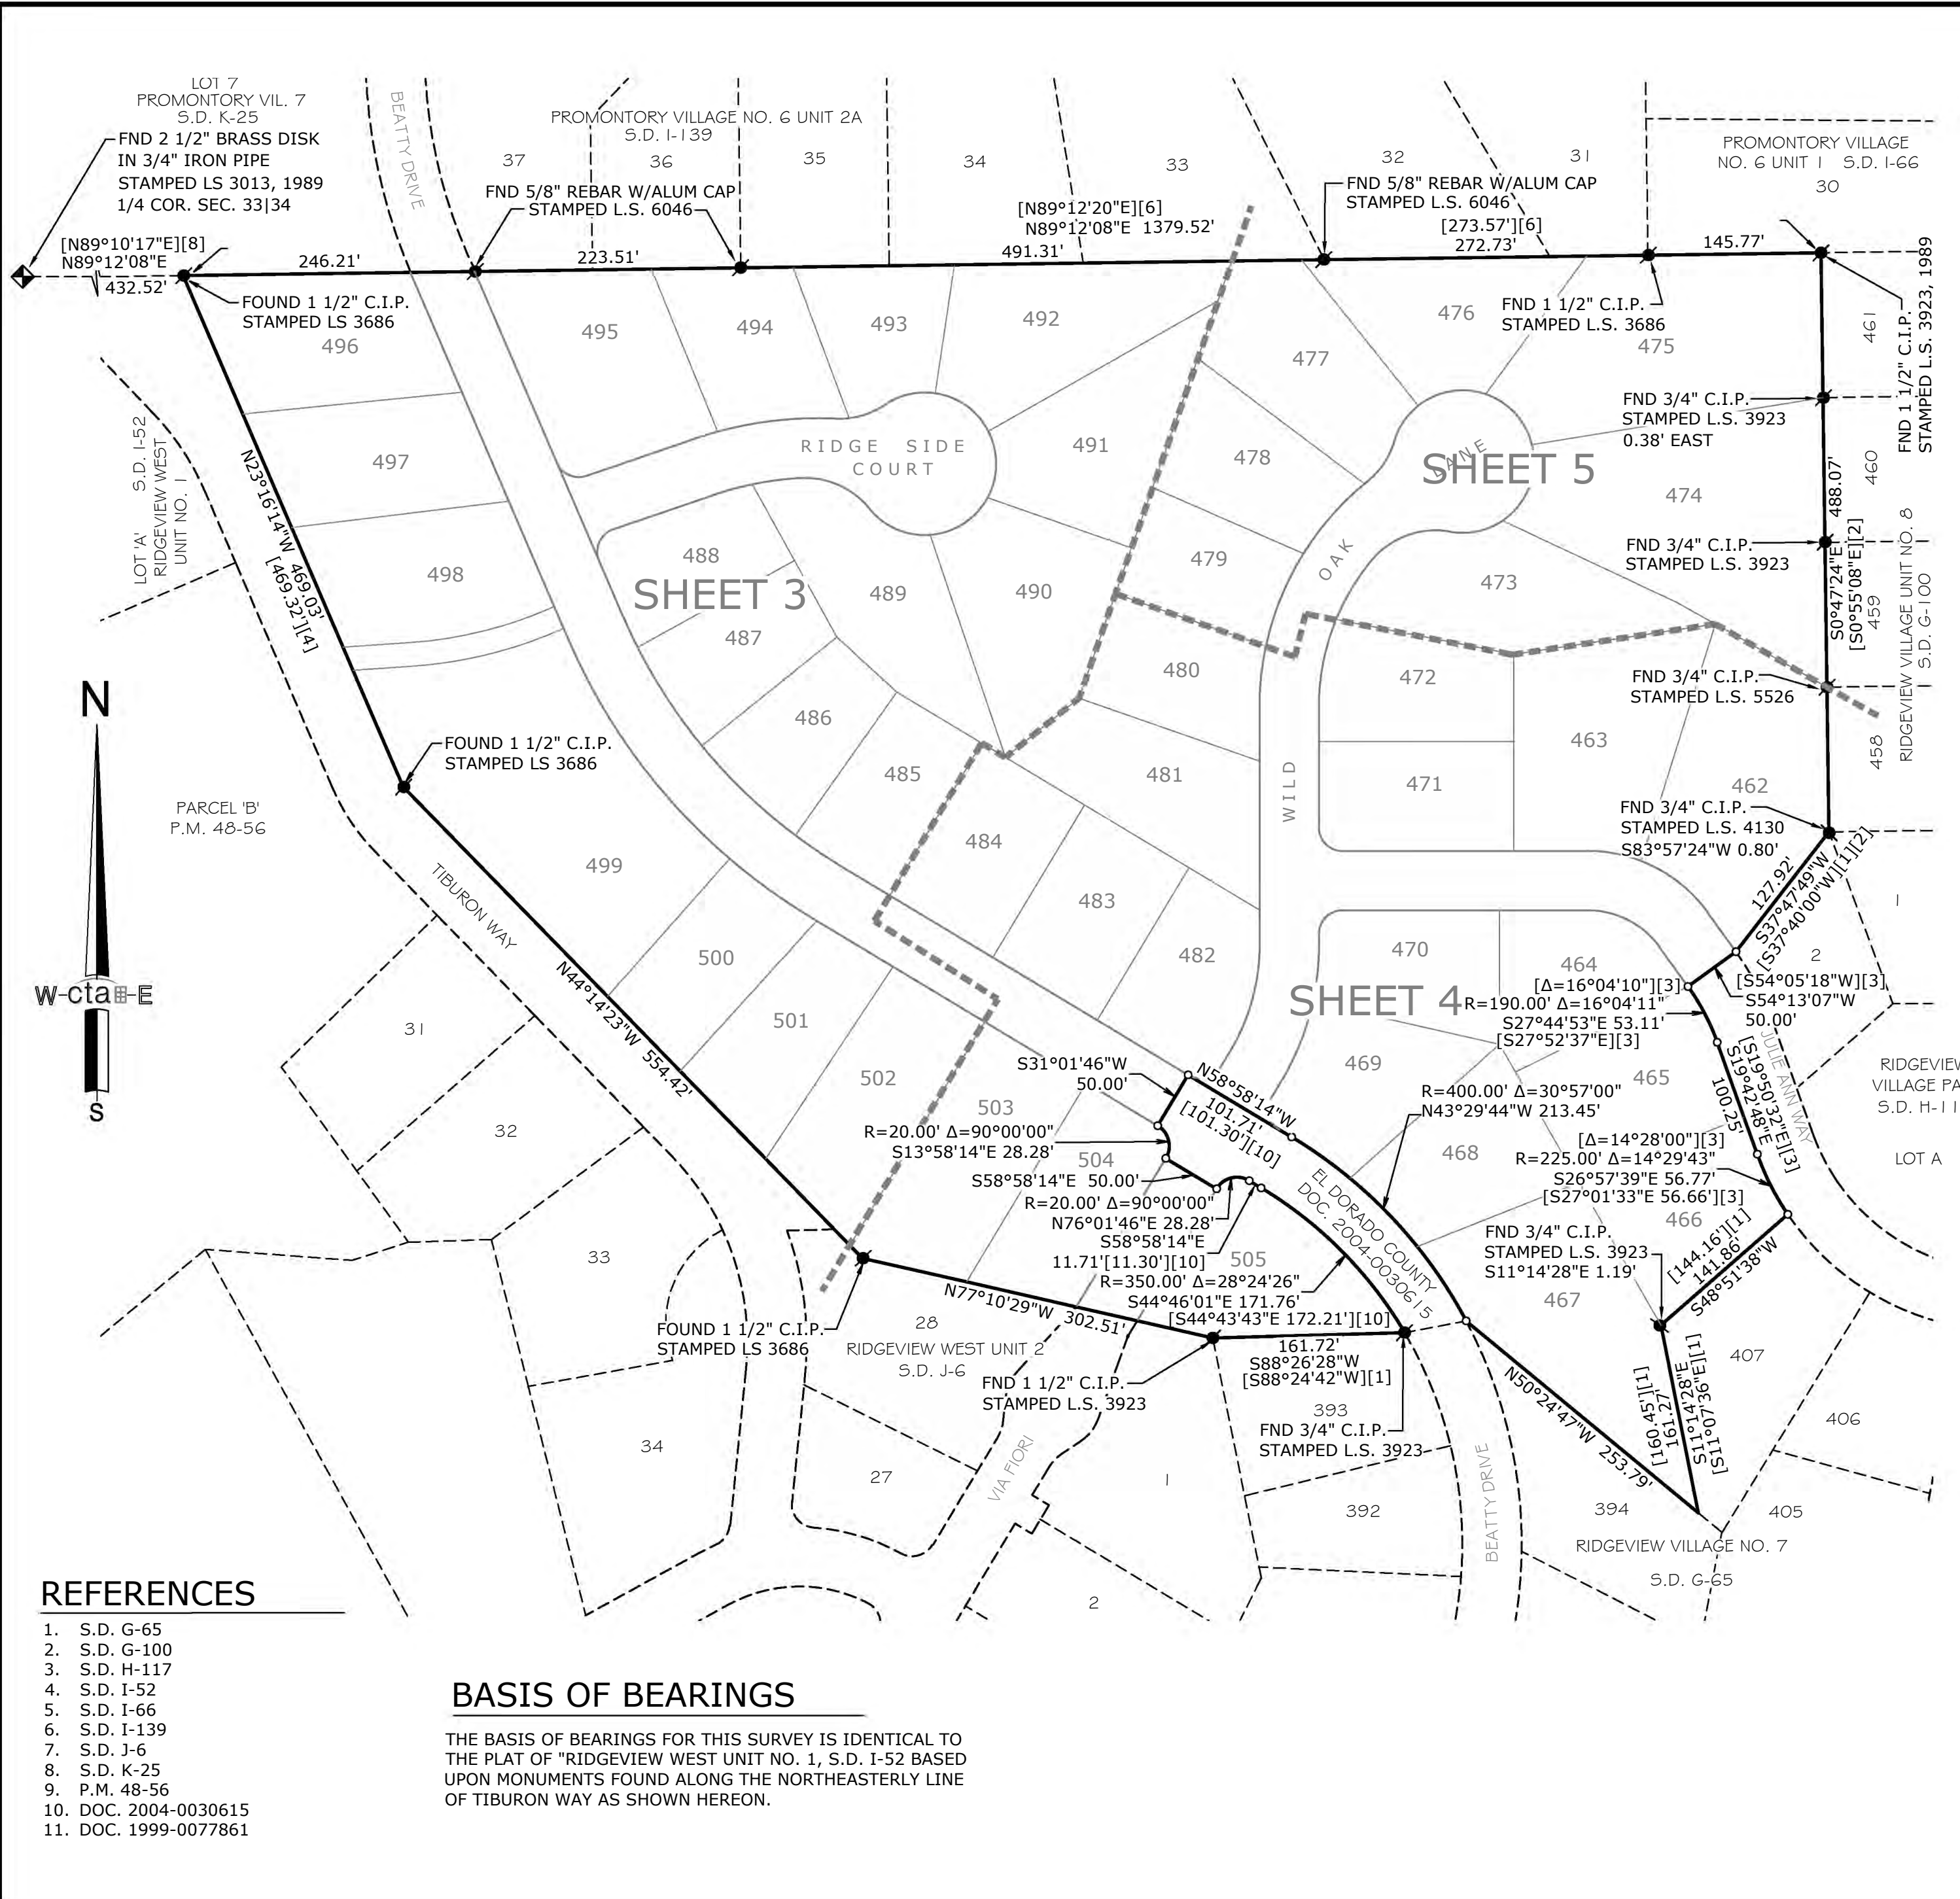 LOT 7
PROMONTORY VIL. 7
S.D. K-25
FND 2 1/2" BRASS DISK
IN 3/4" IRON PIPE
STAMPED LS 3013, 1989
1/4 COR. SEC. 33|34
[N89°10'17"E][8]
N89°12'08"E
432.52'
BEATTY DRIVE
PROMONTORY VILLAGE NO. 6 UNIT 2A
S.D. I-139
37
36
35
34
33
32
31
FND 5/8" REBAR W/ALUM CAP
STAMPED L.S. 6046
[N89°12'20"E][6]
N89°12'08"E 1379.52'
FND 5/8" REBAR W/ALUM CAP
STAMPED L.S. 6046
[273.57'][6]
272.73'
PROMONTORY VILLAGE
NO. 6 UNIT 1 S.D. I-66
30
246.21'
223.51'
491.31'
145.77'
FOUND 1 1/2" C.I.P.
STAMPED LS 3686
FND 1 1/2" C.I.P.
STAMPED L.S. 3686
FND 1 1/2" C.I.P.
STAMPED L.S. 3923, 1989
496
495
494
493
492
477
476
475
461
LOT 'A' S.D. I-52
RIDGEVIEW WEST
UNIT NO. 1
497
RIDGE SIDE
COURT
491
478
OAK
LANE
SHEET 5
FND 3/4" C.I.P.
STAMPED L.S. 3923
0.38' EAST
474
460
488.07'
S0°47'24"E
[S0°55'08"E][2]
N23°16'14"W 469.03'
[469.32'][4]
498
488
SHEET 3
487
489
490
479
473
FND 3/4" C.I.P.
STAMPED L.S. 3923
459
RIDGEVIEW VILLAGE UNIT NO. 8
S.D. G-100
480
472
FND 3/4" C.I.P.
STAMPED L.S. 5526
N
FOUND 1 1/2" C.I.P.
STAMPED LS 3686
486
485
481
WILD
463
471
462
458
PARCEL 'B'
P.M. 48-56
FND 3/4" C.I.P.
STAMPED L.S. 4130
S83°57'24"W 0.80'
499
484
483
TIBURON WAY
127.92'
S37°47'49"W
[S37°40'00"W][1][2]
1
2
500
482
470
464
W cta E
S
N44°14'23"W 554.42'
501
SHEET 4
[Δ=16°04'10"][3]
R=190.00' Δ=16°04'11"
S27°44'53"E 53.11'
[S27°52'37"E][3]
[S54°05'18"W][3]
S54°13'07"W
50.00'
31
502
503
S31°01'46"W
50.00'
N58°58'14"W
101.71'
[101.30'][10]
469
R=400.00' Δ=30°57'00"
N43°29'44"W 213.45'
465
[S19°50'32"E][3]
S19°42'48"E
100.25'
JULIE ANN WAY
S.D. H-11
LOT A
32
R=20.00' Δ=90°00'00"
S13°58'14"E 28.28'
504
S58°58'14"E 50.00'
468
[Δ=14°28'00"][3]
R=225.00' Δ=14°29'43"
S26°57'39"E 56.77'
[S27°01'33"E 56.66'][3]
466
EL DORADO COUNTY
DOC. 2004-0030615
R=20.00' Δ=90°00'00"
N76°01'46"E 28.28'
S58°58'14"E
11.71'[11.30'][10]
505
R=350.00' Δ=28°24'26"
S44°46'01"E 171.76'
[S44°43'43"E 172.21'][10]
FND 3/4" C.I.P.
STAMPED L.S. 3923
S11°14'28"E 1.19'
467
[144.16'][1]
141.86'
S48°51'38"W
33
N77°10'29"W 302.51'
FOUND 1 1/2" C.I.P.
STAMPED LS 3686
28
RIDGEVIEW WEST UNIT 2
S.D. J-6
161.72'
S88°26'28"W
[S88°24'42"W][1]
FND 1 1/2" C.I.P.
STAMPED L.S. 3923
393
FND 3/4" C.I.P.
STAMPED L.S. 3923
N50°24'47"W 253.79'
[160.45'][1]
161.27'
S11°14'28"E
[S11°07'36"E][1]
407
406
34
27
VIA FIORI
1
392
BEATTY DRIVE
394
405
RIDGEVIEW VILLAGE NO. 7
S.D. G-65
2
REFERENCES
1. S.D. G-65
2. S.D. G-100
3. S.D. H-117
4. S.D. I-52
5. S.D. I-66
6. S.D. I-139
7. S.D. J-6
8. S.D. K-25
9. P.M. 48-56
10. DOC. 2004-0030615
11. DOC. 1999-0077861
BASIS OF BEARINGS
THE BASIS OF BEARINGS FOR THIS SURVEY IS IDENTICAL TO
THE PLAT OF "RIDGEVIEW WEST UNIT NO. 1, S.D. I-52 BASED
UPON MONUMENTS FOUND ALONG THE NORTHEASTERLY LINE
OF TIBURON WAY AS SHOWN HEREON.